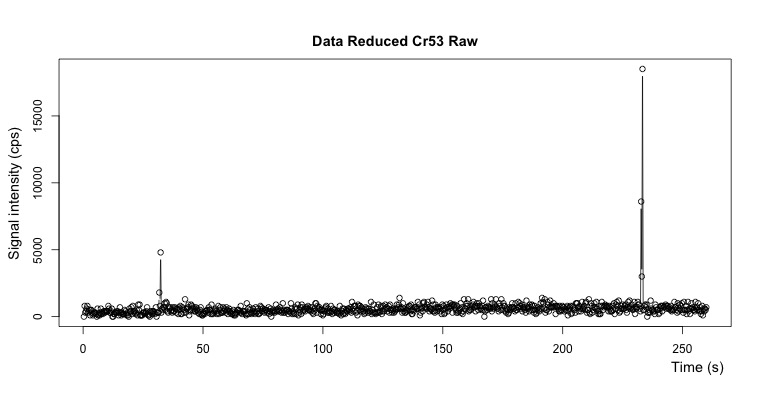 Data Reduced Cr53 Raw
Signal intensity (cps)
15000
10000
5000
0
0 50 100 150 200 250
Time (s)